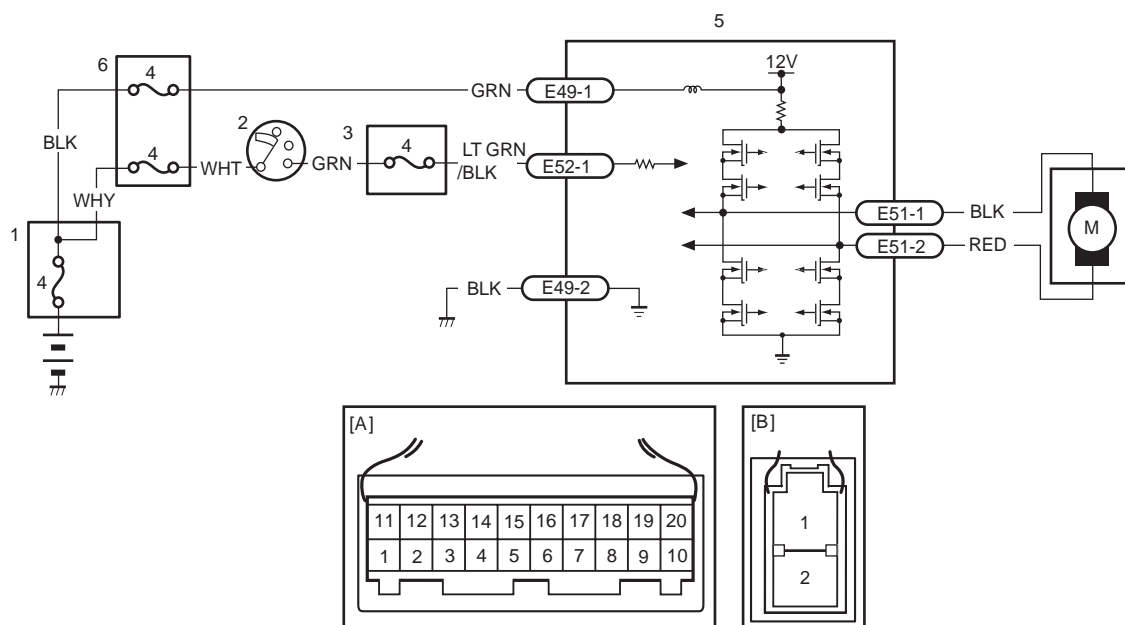 5
6
4
12V
GRN
E49-1
2
3
BLK
4
4
LT GRN
/BLK
WHT
GRN
E52-1
WHY
1
E51-1
BLK
M
E51-2
RED
4
BLK
E49-2
[A]
[B]
11 12 13 14 15 16 17 18 19 20
1 2 3 4 5 6 7 8 9 10
1
2